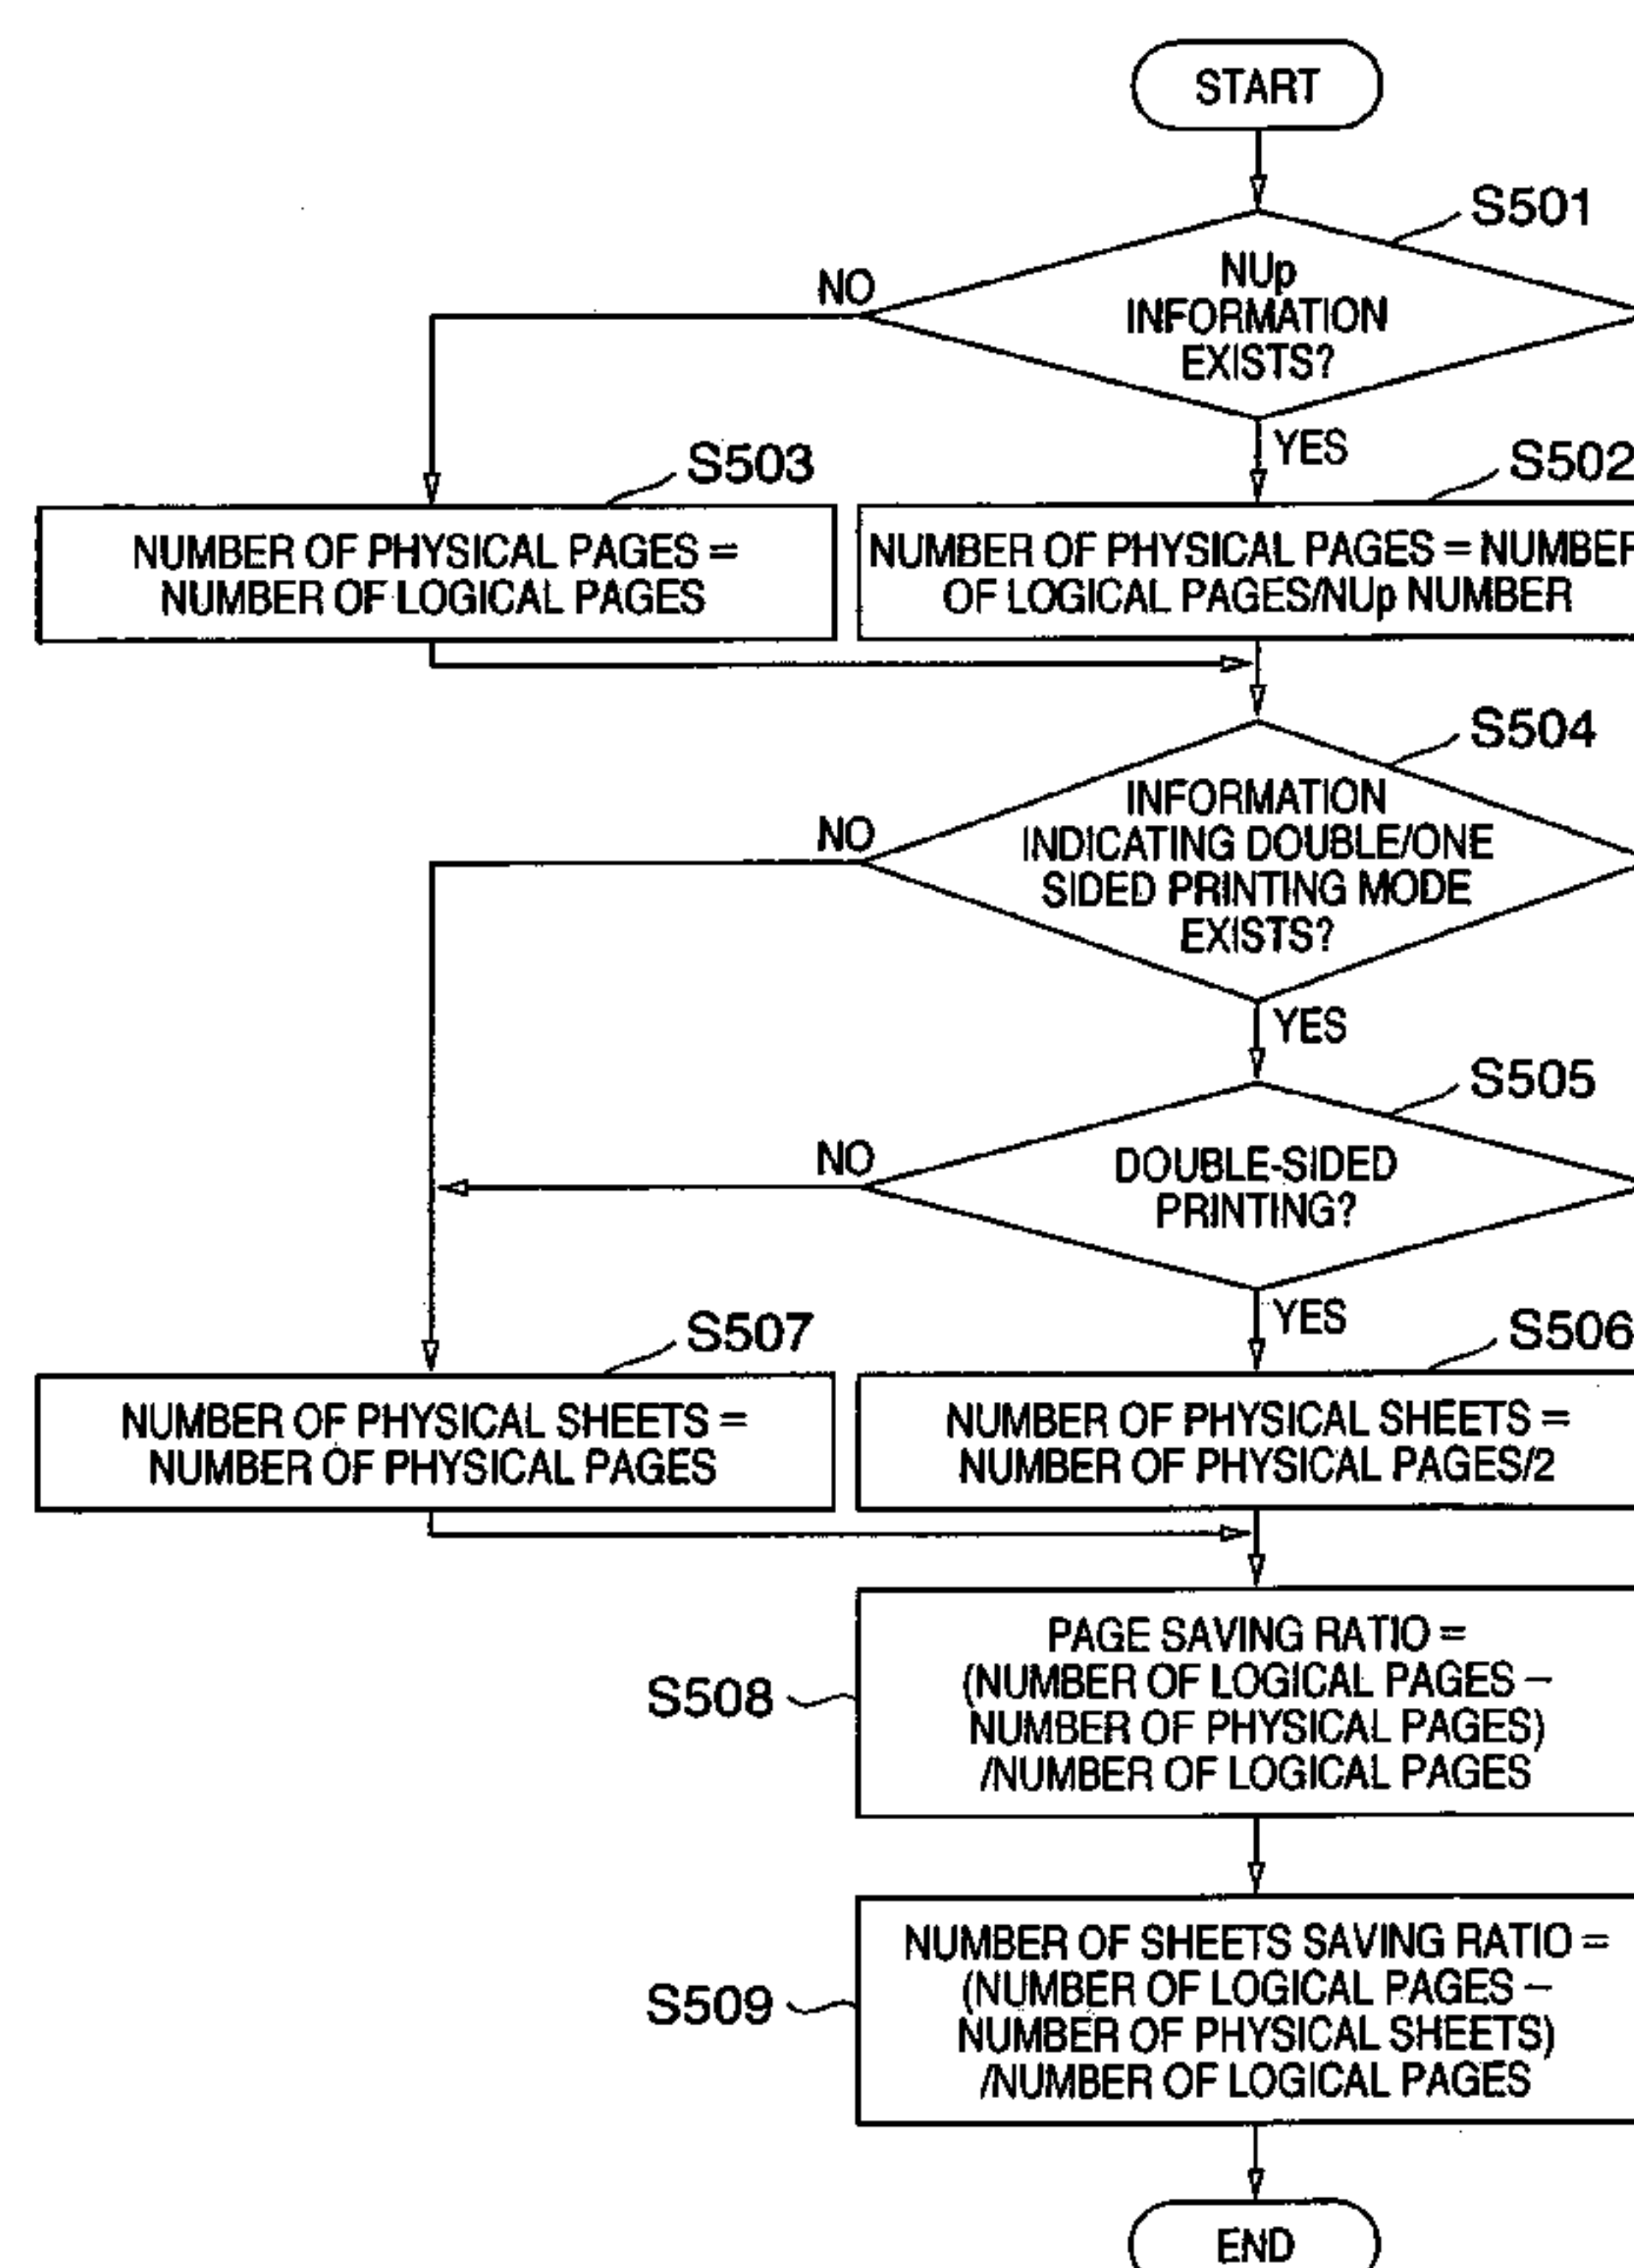 START
S501
NUp
INFORMATION
EXISTS?
NO
YES
S503
S502
NUMBER OF PHYSICAL PAGES =
NUMBER OF LOGICAL PAGES
NUMBER OF PHYSICAL PAGES = NUMBER
OF LOGICAL PAGES/NUp NUMBER
S504
INFORMATION
INDICATING DOUBLE/ONE
SIDED PRINTING MODE
EXISTS?
NO
YES
S505
DOUBLE-SIDED
PRINTING?
NO
YES
S507
S506
NUMBER OF PHYSICAL SHEETS =
NUMBER OF PHYSICAL PAGES
NUMBER OF PHYSICAL SHEETS =
NUMBER OF PHYSICAL PAGES/2
S508
PAGE SAVING RATIO =
(NUMBER OF LOGICAL PAGES –
NUMBER OF PHYSICAL PAGES)
/NUMBER OF LOGICAL PAGES
S509
NUMBER OF SHEETS SAVING RATIO =
(NUMBER OF LOGICAL PAGES –
NUMBER OF PHYSICAL SHEETS)
/NUMBER OF LOGICAL PAGES
END